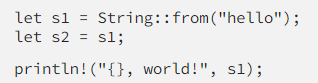 let s1 = String::from("hello");
let s2 = s1;
println!("{}, world!", s1);